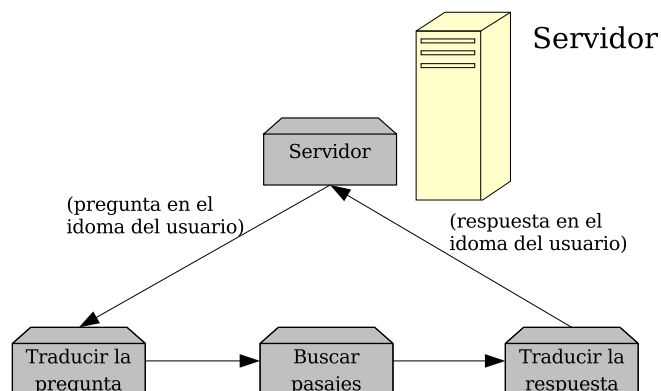 Servidor
Servidor
(pregunta en el
idoma del usuario)
(respuesta en el
idoma del usuario)
Traducir la
pregunta
Buscar
pasajes
Traducir la
respuesta